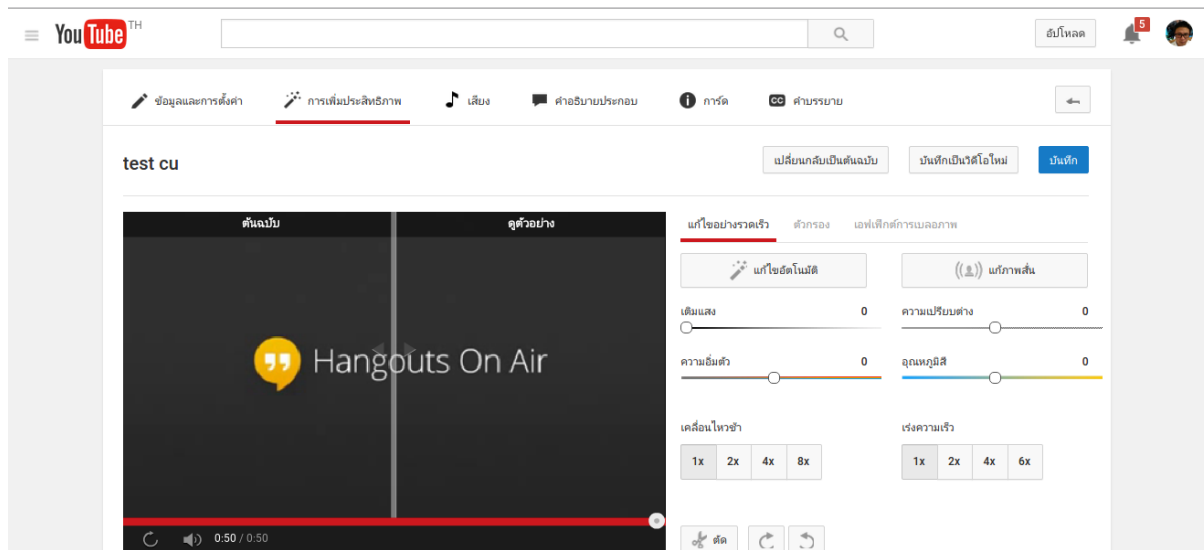 YouTube TH
อัปโหลด
5
ข้อมูลและการตั้งค่า
การเพิ่มประสิทธิภาพ
เสียง
คำอธิบายประกอบ
การ์ด
CC คำบรรยาย
test cu
เปลี่ยนกลับเป็นต้นฉบับ
บันทึกเป็นวิดีโอใหม่
บันทึก
ต้นฉบับ
ดูตัวอย่าง
Hangouts On Air
0:50 / 0:50
แก้ไขอย่างรวดเร็ว
ตัวกรอง
เอฟเฟ็กต์การเบลอภาพ
แก้ไขอัตโนมัติ
แก้ภาพสั่น
เติมแสง 0
ความเปรียบต่าง 0
ความอิ่มตัว 0
อุณหภูมิสี 0
เคลื่อนไหวช้า
1x 2x 4x 8x
เร่งความเร็ว
1x 2x 4x 6x
ตัด